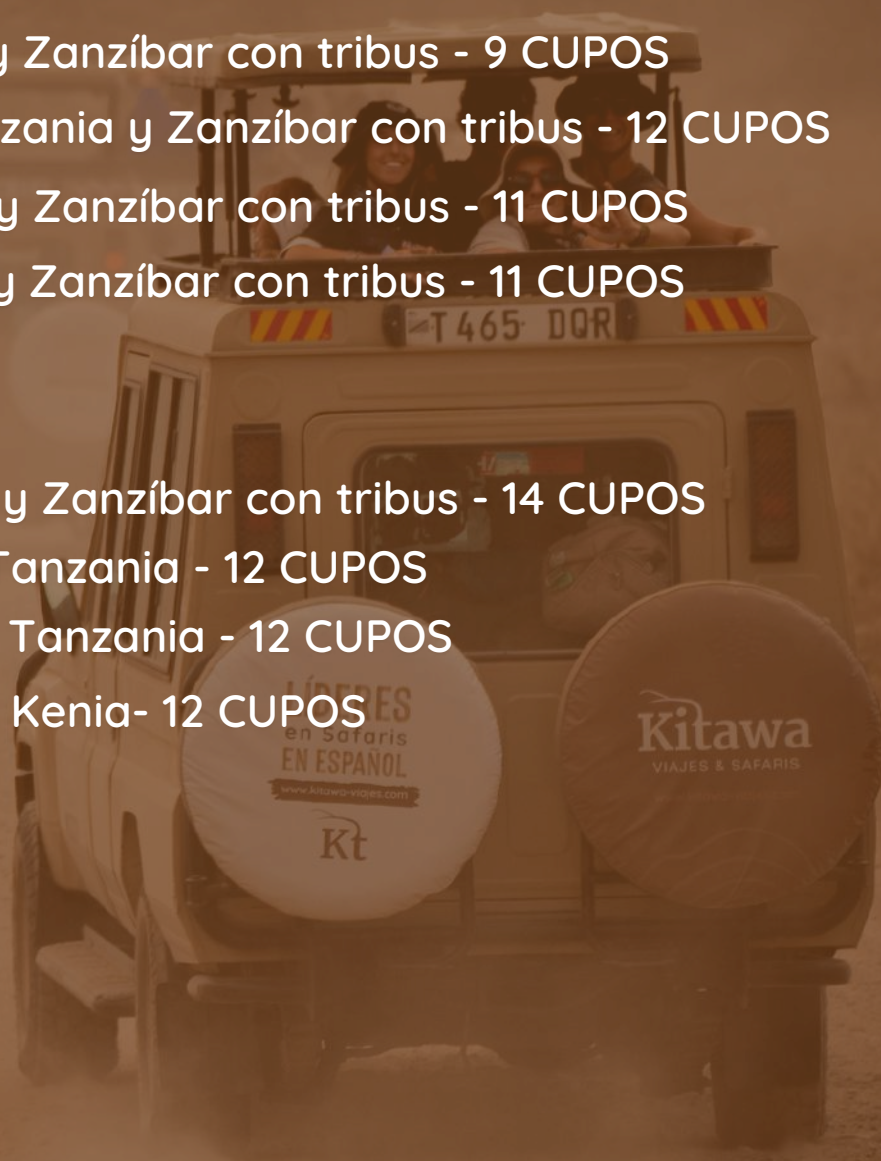 y Zanzíbar con tribus - 9 CUPOS
zania y Zanzíbar con tribus - 12 CUPOS
y Zanzíbar con tribus - 11 CUPOS
y Zanzíbar con tribus - 11 CUPOS
T 465 DQR
y Zanzíbar con tribus - 14 CUPOS
Tanzania - 12 CUPOS
Tanzania - 12 CUPOS
Kenia- 12 CUPOS
LÍDERES
en Safaris
EN ESPAÑOL
www.kitawa-viajes.com
Kt
Kitawa
VIAJES & SAFARIS